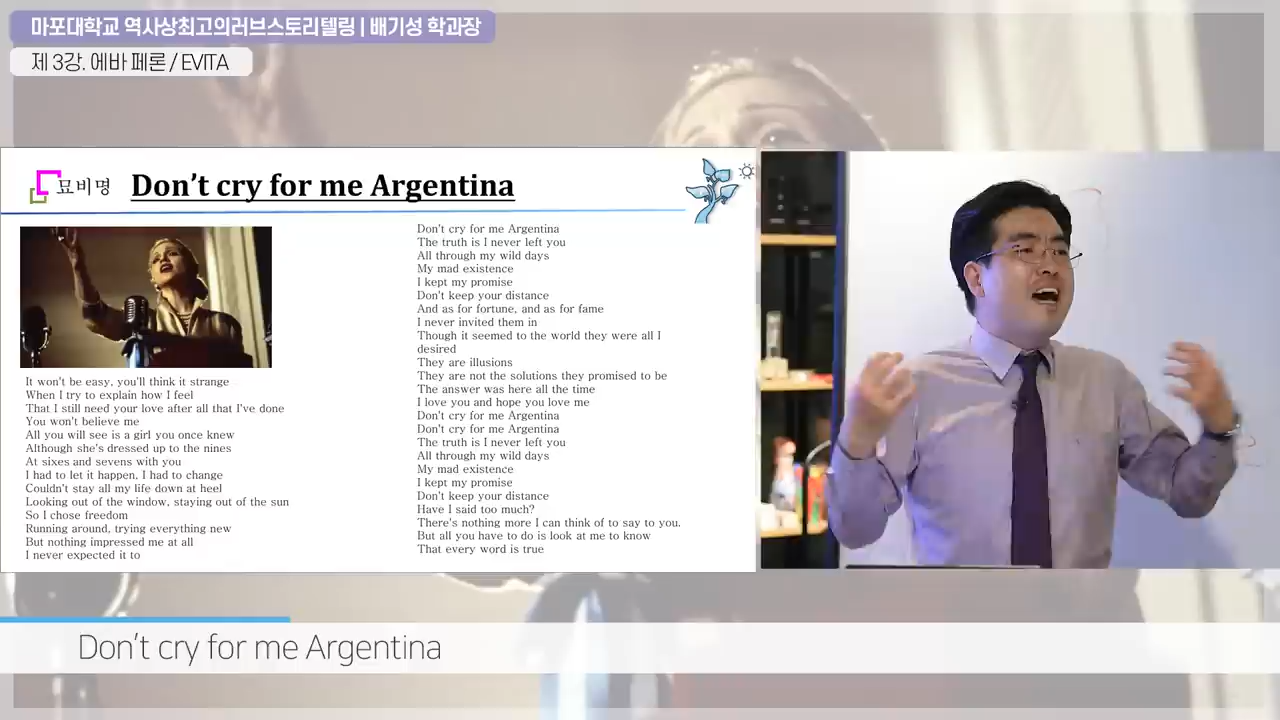 마포대학교 역사상최고의러브스토리텔링 | 배기성 학과장
제 3강. 에바 페론 / EVITA
묘비명 Don't cry for me Argentina
It won't be easy, you'll think it strange
When I try to explain how I feel
That I still need your love after all that I've done
You won't believe me
All you will see is a girl you once knew
Although she's dressed up to the nines
At sixes and sevens with you
I had to let it happen, I had to change
Couldn't stay all my life down at heel
Looking out of the window, staying out of the sun
So I chose freedom
Running around, trying everything new
But nothing impressed me at all
I never expected it to
Don't cry for me Argentina
The truth is I never left you
All through my wild days
My mad existence
I kept my promise
Don't keep your distance
And as for fortune, and as for fame
I never invited them in
Though it seemed to the world they were all I
desired
They are illusions
They are not the solutions they promised to be
The answer was here all the time
I love you and hope you love me
Don't cry for me Argentina
Don't cry for me Argentina
The truth is I never left you
All through my wild days
My mad existence
I kept my promise
Don't keep your distance
Have I said too much?
There's nothing more I can think of to say to you.
But all you have to do is look at me to know
That every word is true
Don't cry for me Argentina